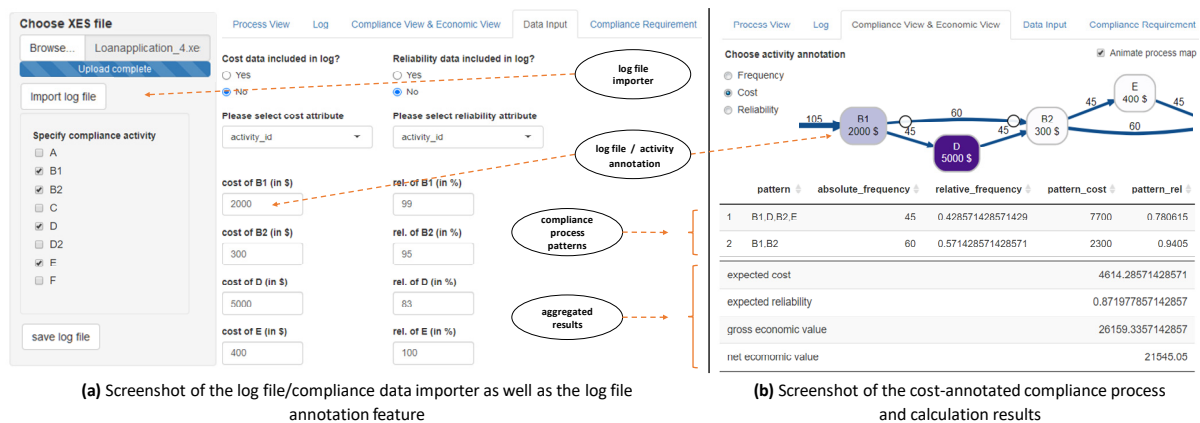 Choose XES file
Browse...
Loanapplication_4.xe
Upload complete
Import log file
Specify compliance activity
A
B1
B2
C
D
D2
E
F
save log file
Process View
Log
Compliance View & Economic View
Data Input
Compliance Requirement
Cost data included in log?
Yes
No
Reliability data included in log?
Yes
No
Please select cost attribute
activity_id
Please select reliability attribute
activity_id
cost of B1 (in $)
2000
rel. of B1 (in %)
99
cost of B2 (in $)
300
rel. of B2 (in %)
95
cost of D (in $)
5000
rel. of D (in %)
83
cost of E (in $)
400
rel. of E (in %)
100
log file
importer
log file / activity
annotation
compliance
process
patterns
aggregated
results
Process View
Log
Compliance View & Economic View
Data Input
Compliance Requirement
Choose activity annotation
Frequency
Cost
Reliability
Animate process map
105
B1
2000 $
60
45
D
5000 $
45
B2
300 $
45
E
400 $
45
60
pattern absolute_frequency relative_frequency pattern_cost pattern_rel
1 B1,D,B2,E 45 0.428571428571429 7700 0.780615
2 B1,B2 60 0.571428571428571 2300 0.9405
expected cost 4614.28571428571
expected reliability 0.871977857142857
gross economic value 26159.3357142857
net ecomomic value 21545.05
(a) Screenshot of the log file/compliance data importer as well as the log file
annotation feature
(b) Screenshot of the cost-annotated compliance process
and calculation results